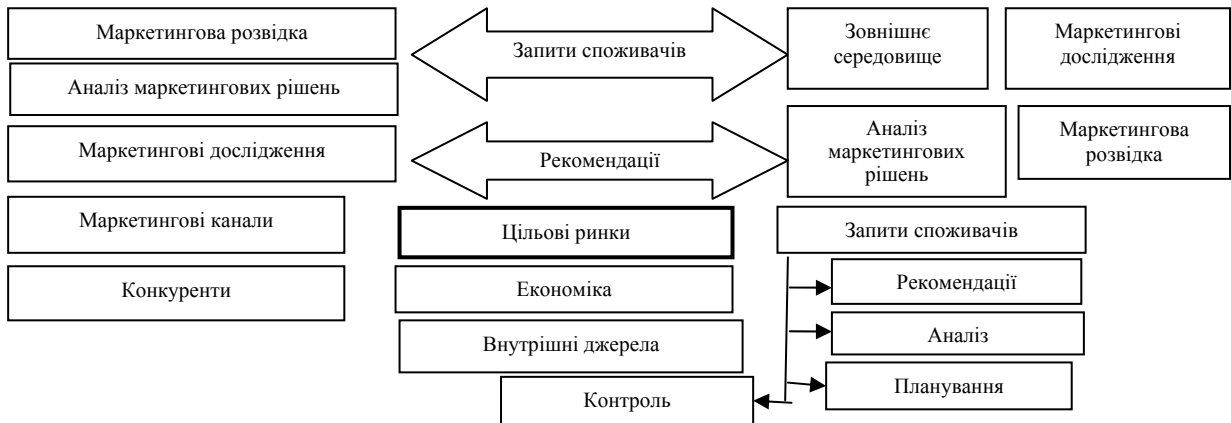 Маркетингова розвідка
Запити споживачів
Зовнішнє
середовище
Маркетингові
дослідження
Аналіз маркетингових рішень
Маркетингові дослідження
Рекомендації
Аналіз
маркетингових
рішень
Маркетингова
розвідка
Маркетингові канали
Цільові ринки
Запити споживачів
Конкуренти
Економіка
Рекомендації
Внутрішні джерела
Аналіз
Контроль
Планування